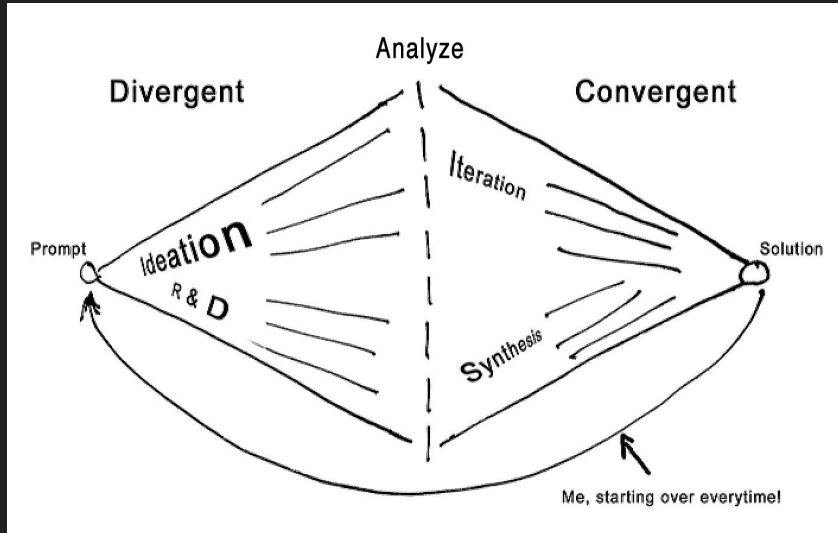 Analyze
Divergent
Convergent
Iteration
Prompt
Ideation
R & D
Solution
Synthesis
Me, starting over everytime!